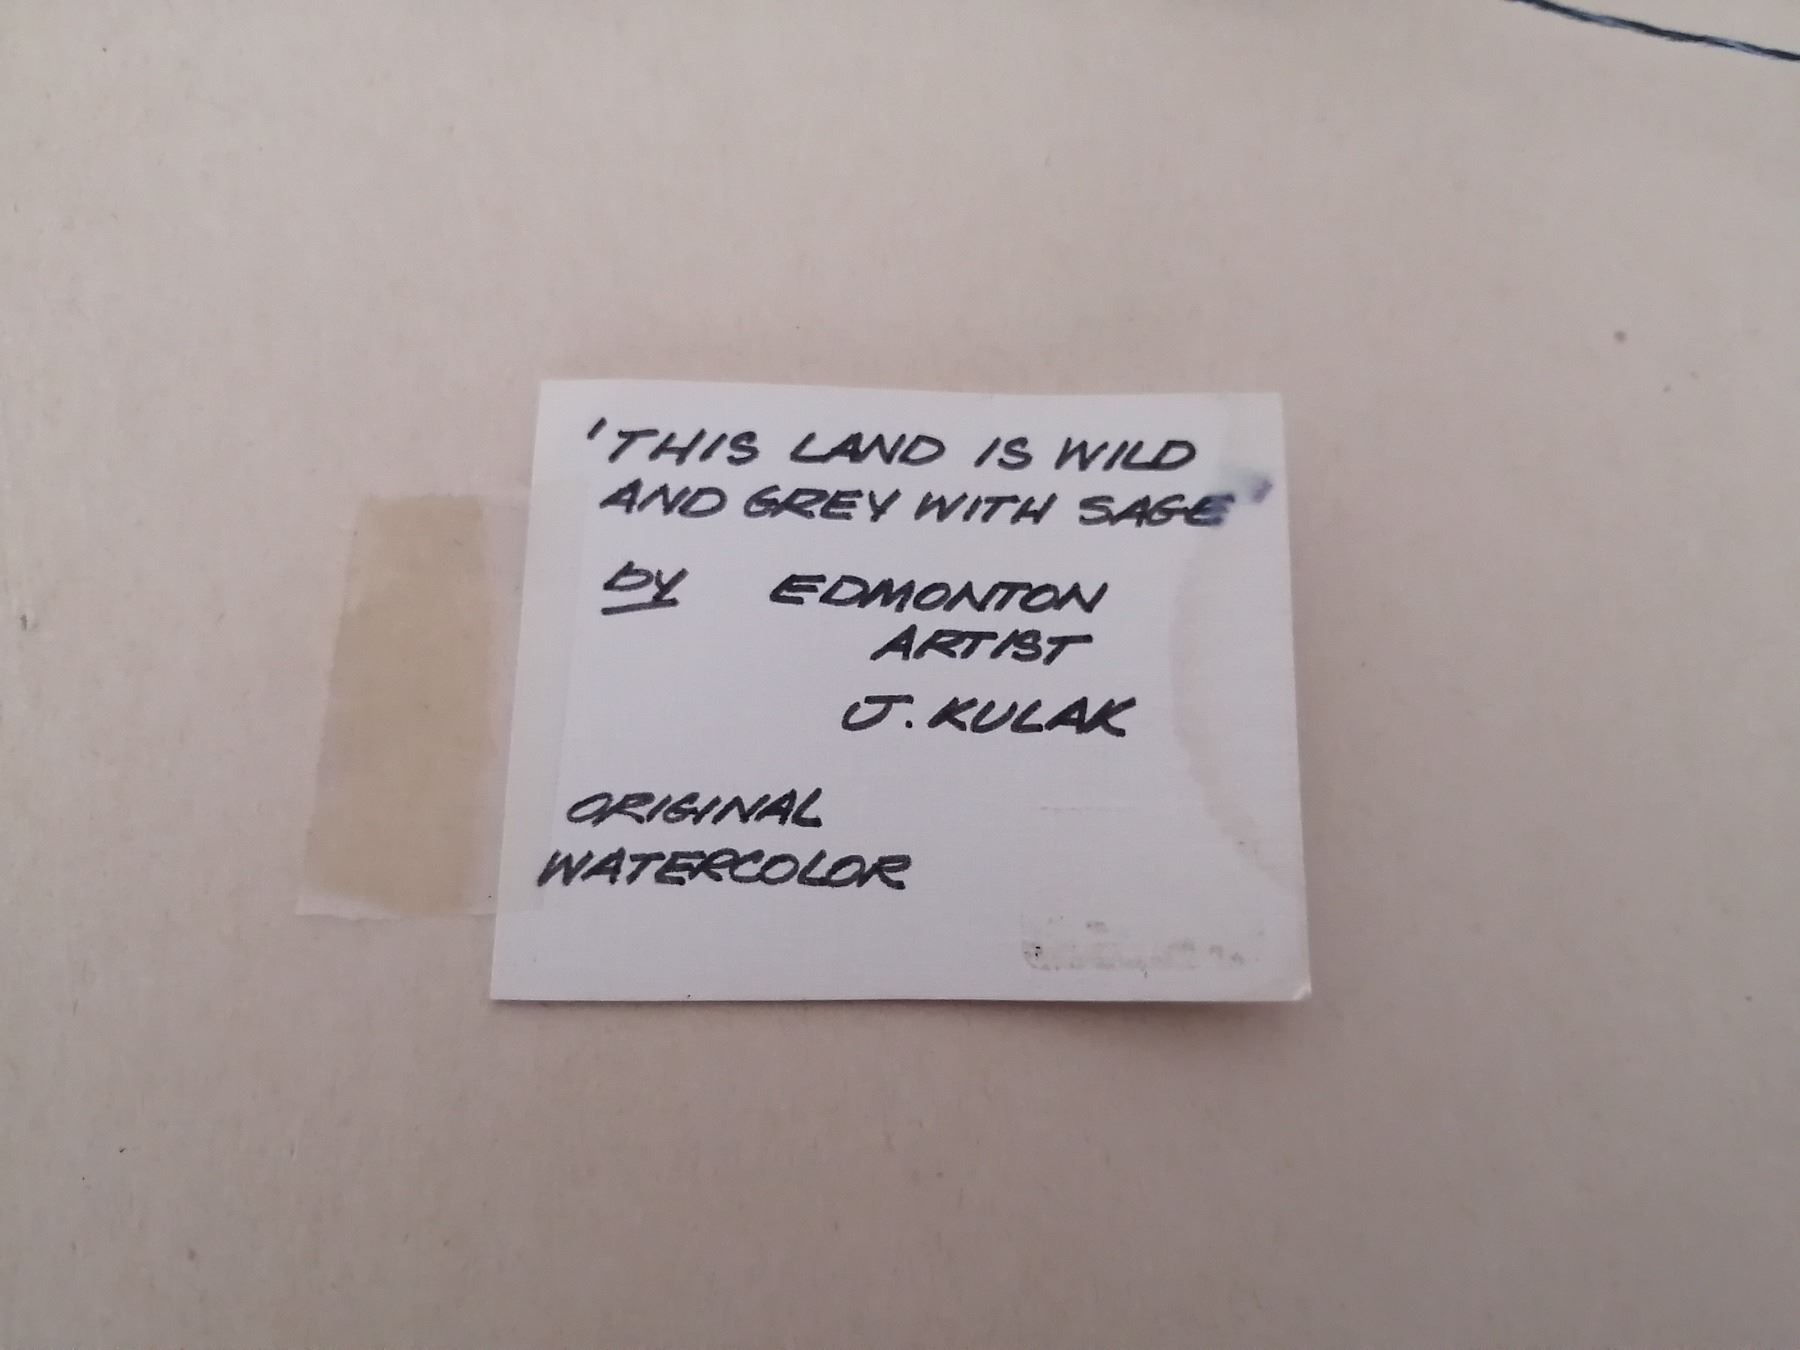 'THIS LAND IS WILD
AND GREY WITH SAGE'
by EDMONTON
ARTIST
J. KULAK
ORIGINAL
WATERCOLOR